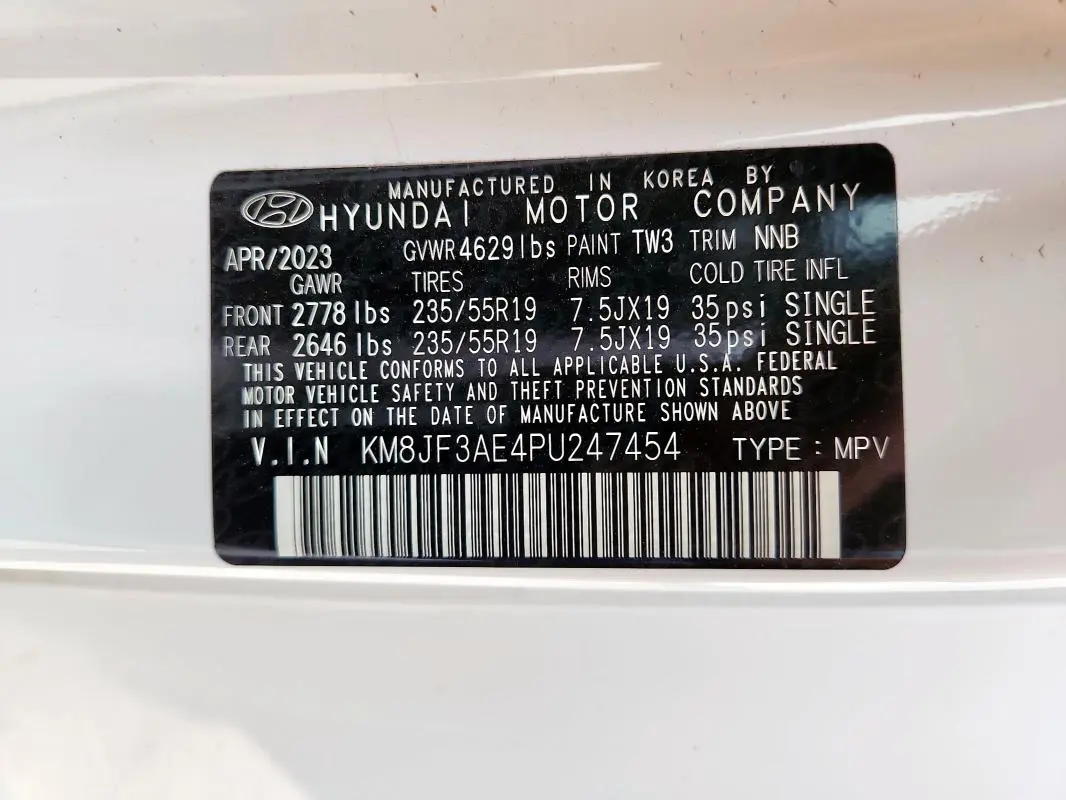 MANUFACTURED IN KOREA BY
HYUNDAI MOTOR COMPANY
APR/2023 GVWR 4629lbs PAINT TW3 TRIM NNB
GAWR TIRES RIMS COLD TIRE INFL
FRONT 2778 lbs 235/55R19 7.5JX19 35psi SINGLE
REAR 2646 lbs 235/55R19 7.5JX19 35psi SINGLE
THIS VEHICLE CONFORMS TO ALL APPLICABLE U.S.A. FEDERAL
MOTOR VEHICLE SAFETY AND THEFT PREVENTION STANDARDS
IN EFFECT ON THE DATE OF MANUFACTURE SHOWN ABOVE
V.I.N KM8JF3AE4PU247454 TYPE : MPV